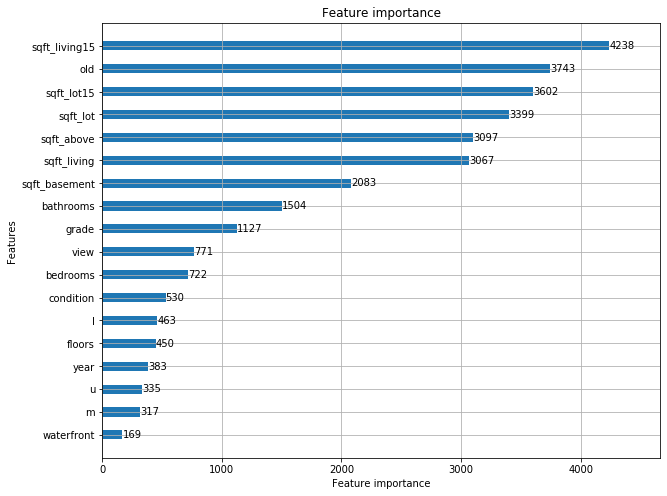 Feature importance
sqft_living15 4238
old 3743
sqft_lot15 3602
sqft_lot 3399
sqft_above 3097
sqft_living 3067
sqft_basement 2083
bathrooms 1504
grade 1127
view 771
bedrooms 722
condition 530
l 463
floors 450
year 383
u 335
m 317
waterfront 169
Features
0 1000 2000 3000 4000
Feature importance